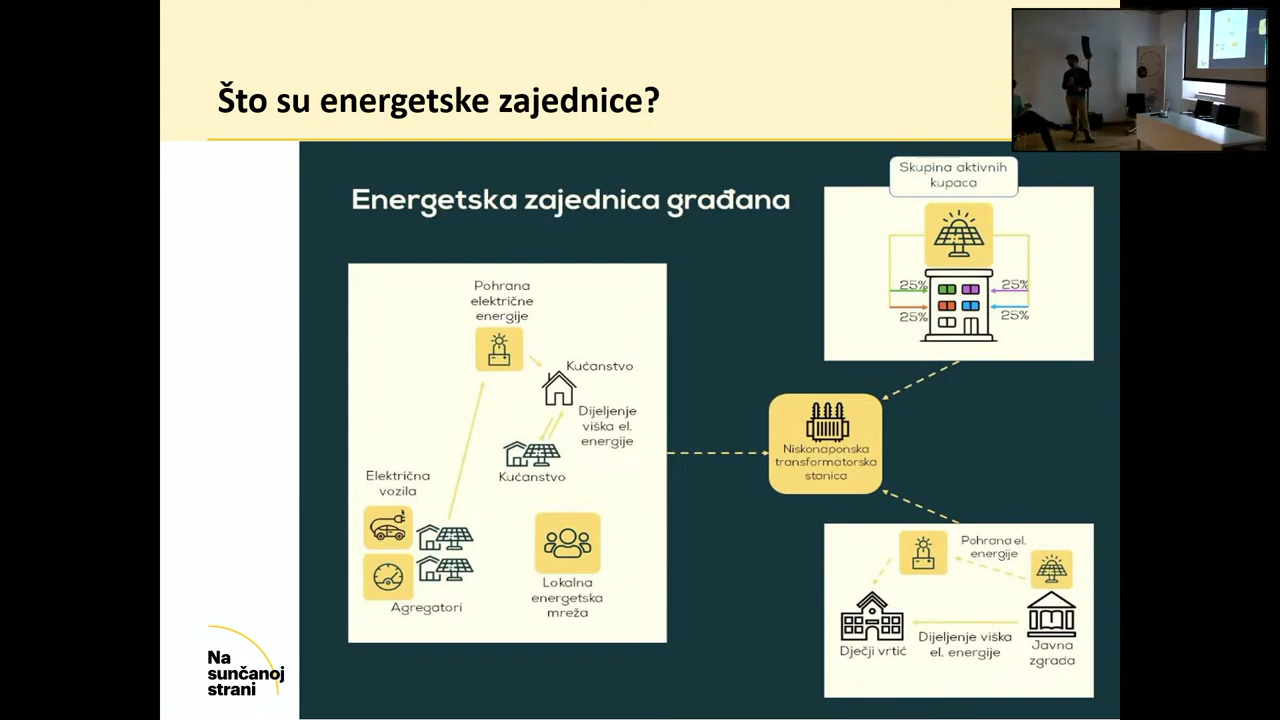 Što su energetske zajednice?
Energetska zajednica građana
Skupina aktivnih
kupaca
25%
25%
25%
25%
Pohrana
električne
energije
Kućanstvo
Dijeljenje
viška el.
energije
Kućanstvo
Električna
vozila
Agregatori
Lokalna
energetska
mreža
Niskonaponska
transformatorska
stanica
Pohrana el.
energije
Dječji vrtić
Dijeljenje viška
el. energije
Javna
zgrada
Na
sunčanoj
strani